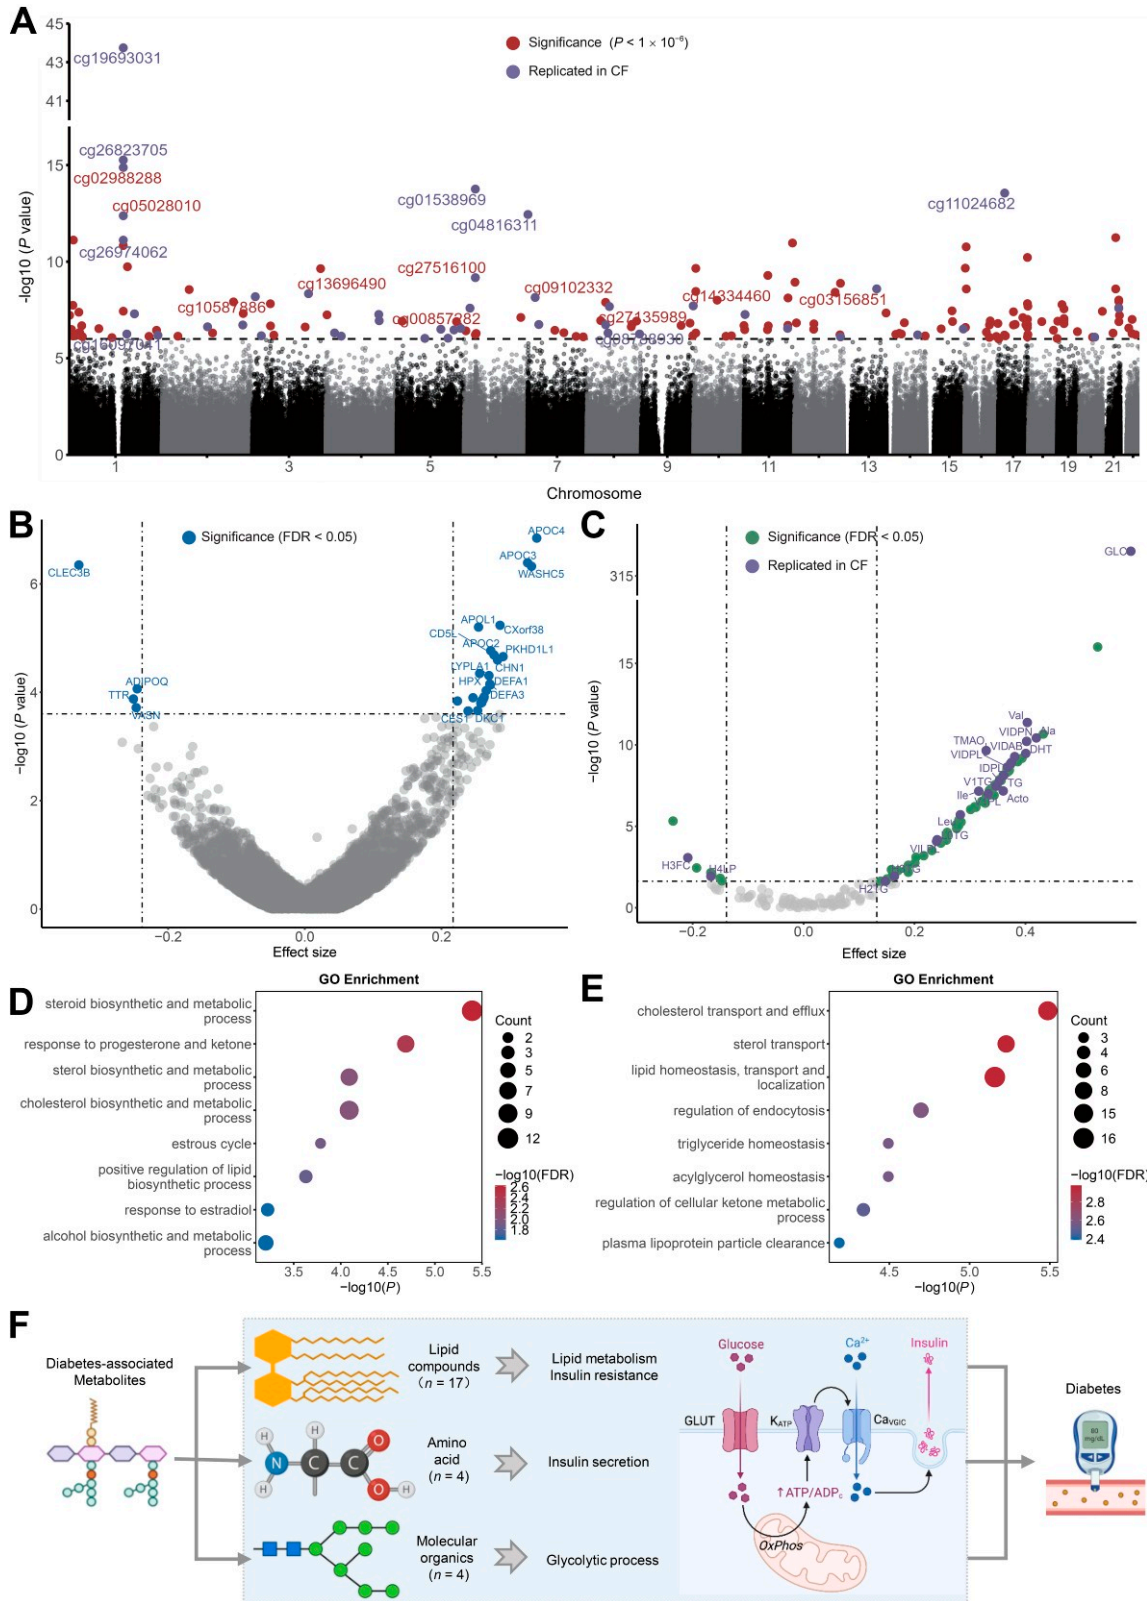 A
45
43
41
15
10
5
0
-log10 (P value)
Significance (P < 1 × 10⁻⁶)
Replicated in CF
cg19693031
cg26823705
cg02988288
cg05028010
cg26974062
cg16097041
cg10587886
cg13696490
cg01538969
cg04816311
cg27516100
cg00857282
cg09102332
cg27135989
cg08788930
cg14334460
cg03156851
cg11024682
1
3
5
7
9
11
13
15
17
19
21
Chromosome
B
Significance (FDR < 0.05)
−log10 (P value)
6
4
2
0
CLEC3B
ADIPOQ
TTR
VASN
APOC4
APOC3
WASHC5
APOL1
CXorf38
CD5L
APOC2
PKHD1L1
LYPLA1
CHN1
HPX
DEFA1
DEFA3
CES1
DKC1
−0.2
0.0
0.2
Effect size
C
Significance (FDR < 0.05)
Replicated in CF
−log10 (P value)
315
15
10
5
0
GLC
Val
VIDPN
Ala
TMAO
VIDAB
DHT
VIDPL
V1TG
Ile
Acto
H3FC
H4LP
H2TG
−0.2
0.0
0.2
0.4
Effect size
D
GO Enrichment
steroid biosynthetic and metabolic
process
response to progesterone and ketone
sterol biosynthetic and metabolic
process
cholesterol biosynthetic and metabolic
process
estrous cycle
positive regulation of lipid
biosynthetic process
response to estradiol
alcohol biosynthetic and metabolic
process
3.5
4.0
4.5
5.0
5.5
−log10(P)
Count
2
3
5
7
9
12
−log10(FDR)
2.6
2.4
2.2
2.0
1.8
E
GO Enrichment
cholesterol transport and efflux
sterol transport
lipid homeostasis, transport and
localization
regulation of endocytosis
triglyceride homeostasis
acylglycerol homeostasis
regulation of cellular ketone metabolic
process
plasma lipoprotein particle clearance
4.5
5.0
5.5
−log10(P)
Count
3
4
6
8
15
16
−log10(FDR)
2.8
2.6
2.4
F
Diabetes-associated
Metabolites
Lipid
compounds
(n = 17)
Lipid metabolism
Insulin resistance
H
H
N
C
C
O
O
H
H
Amino
acid
(n = 4)
Insulin secretion
Molecular
organics
(n = 4)
Glycolytic process
Glucose
Ca²⁺
Insulin
GLUT
K_ATP
Ca_VGIC
↑ATP/ADP_c
OxPhos
Diabetes
80
mg/dL